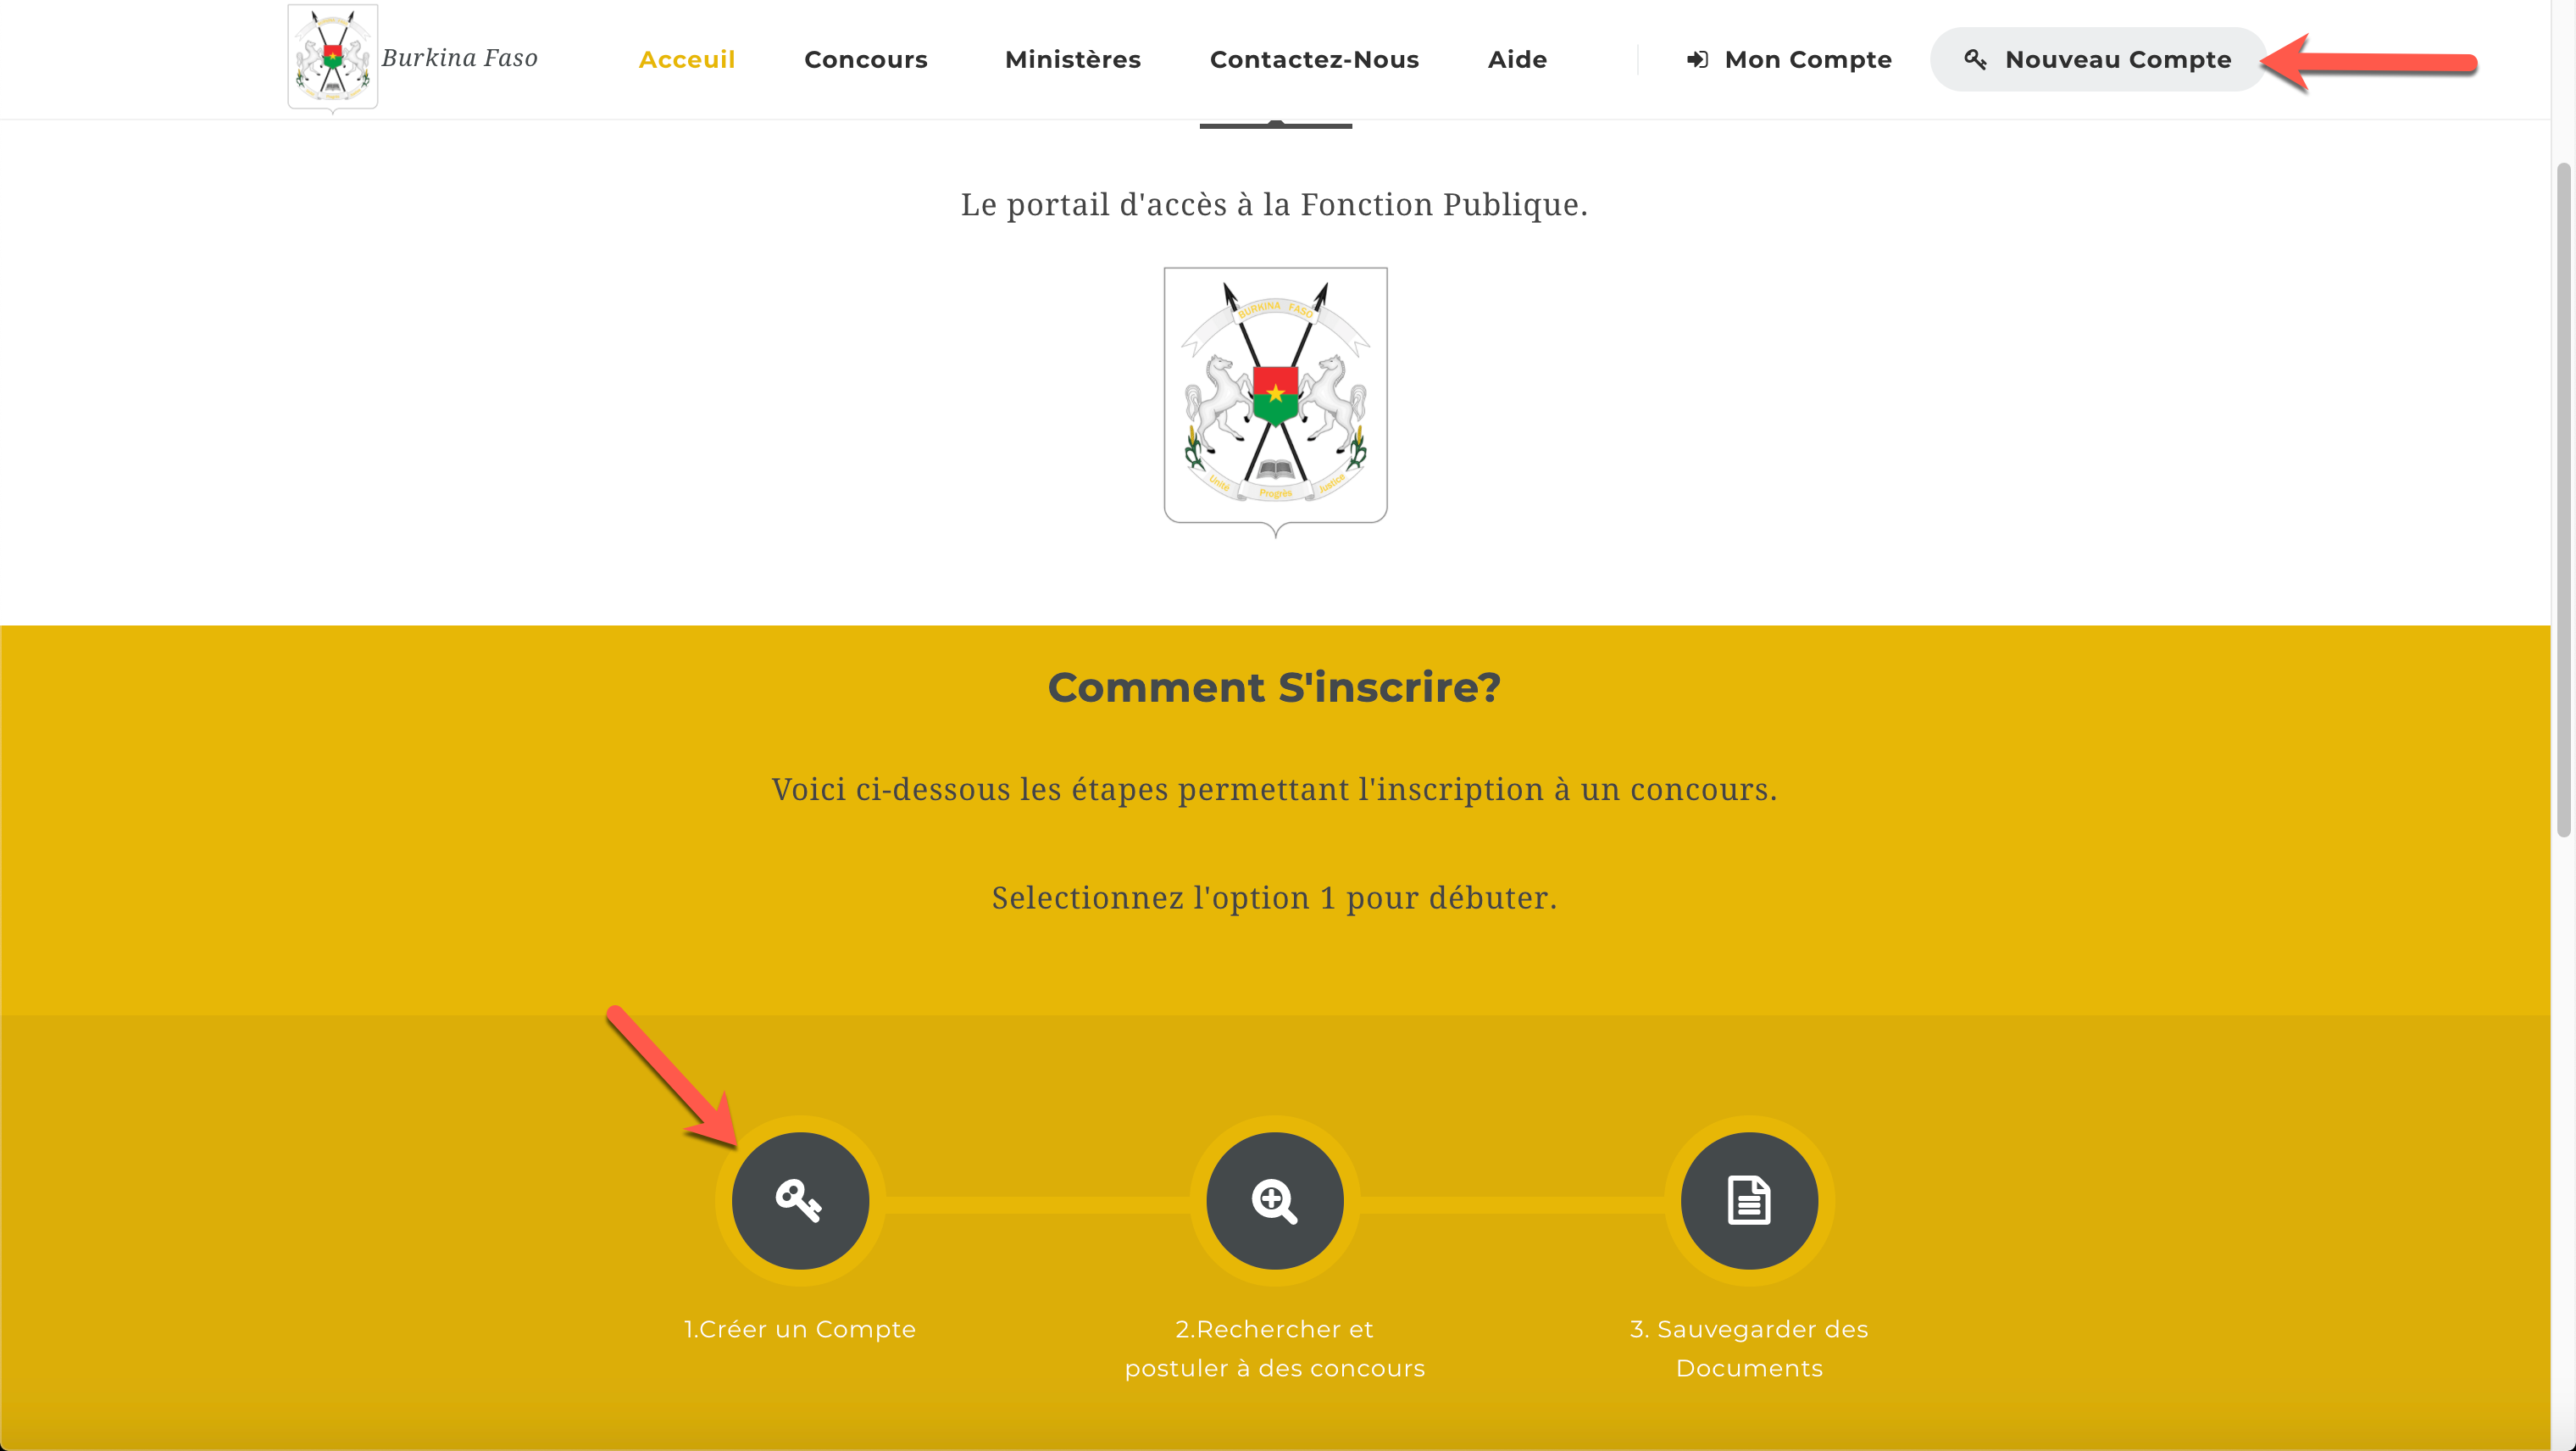 Burkina Faso
Acceuil
Concours
Ministères
Contactez-Nous
Aide
Mon Compte
Nouveau Compte
Le portail d'accès à la Fonction Publique.
BURKINA FASO
Unité
Progrès
Justice
Comment S'inscrire?
Voici ci-dessous les étapes permettant l'inscription à un concours.
Selectionnez l'option 1 pour débuter.
1.Créer un Compte
2.Rechercher et
postuler à des concours
3. Sauvegarder des
Documents